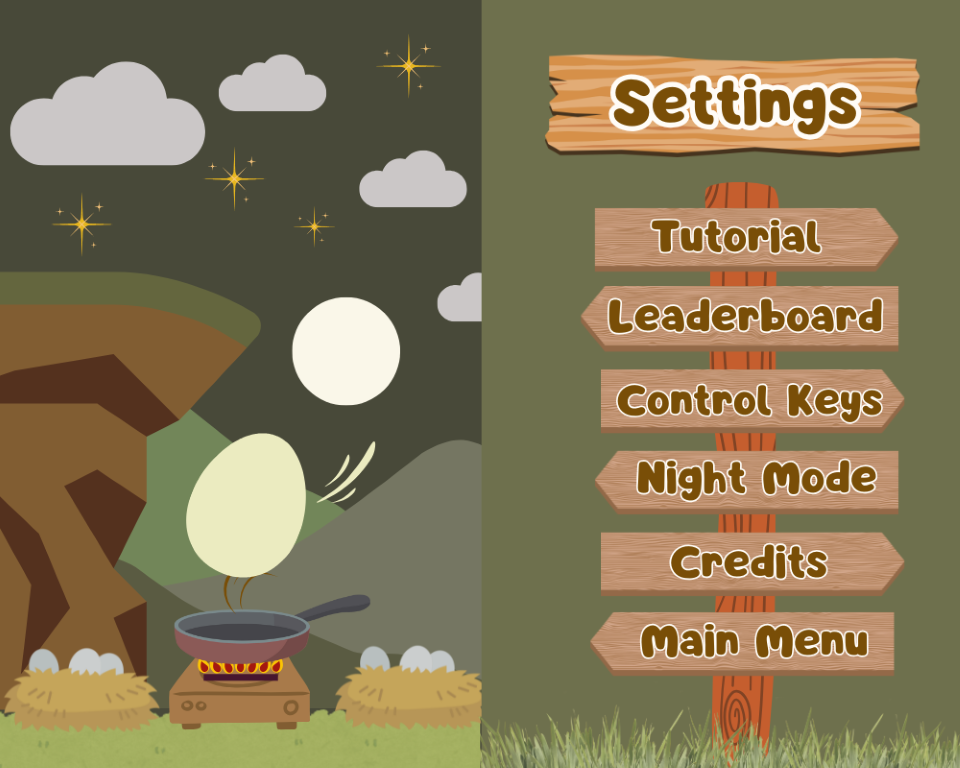 Settings
Tutorial
Leaderboard
Control Keys
Night Mode
Credits
Main Menu